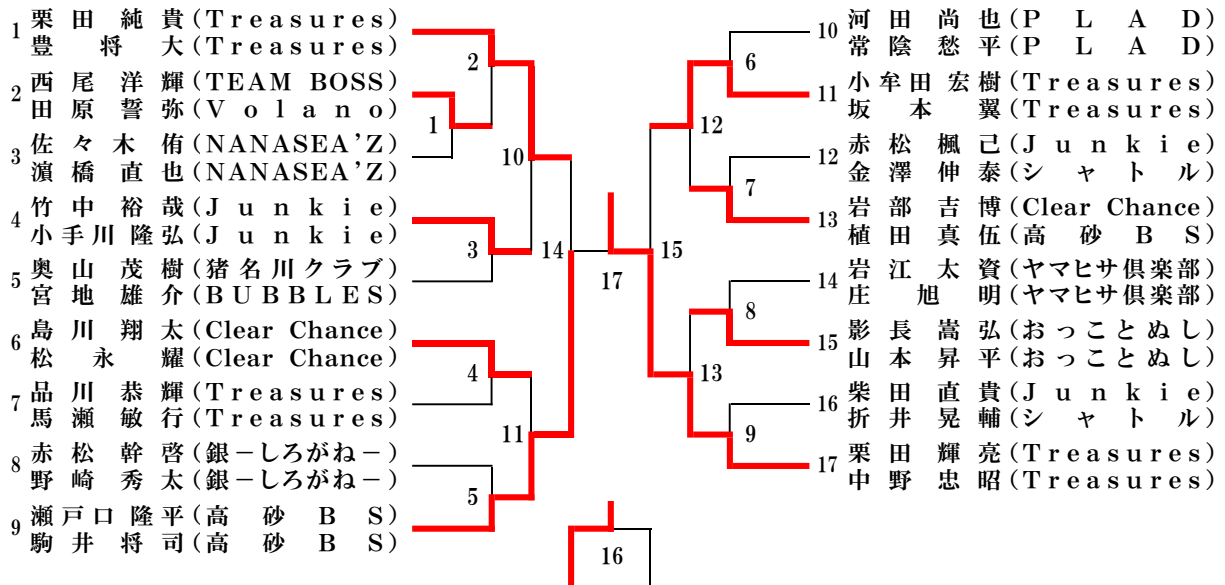 1 栗田純貴(Treasures)
豊将大(Treasures)
2 西尾洋輝(TEAM BOSS)
田原誓弥(Volano)
3 佐々木侑(NANASEA'Z)
濵橋直也(NANASEA'Z)
4 竹中裕哉(Junkie)
小手川隆弘(Junkie)
5 奥山茂樹(猪名川クラブ)
宮地雄介(BUBBLES)
6 島川翔太(Clear Chance)
松永耀(Clear Chance)
7 品川恭輝(Treasures)
馬瀬敏行(Treasures)
8 赤松幹啓(銀－しろがね－)
野崎秀太(銀－しろがね－)
9 瀬戸口隆平(高砂BS)
駒井将司(高砂BS)
1
2
3
4
5
10
11
14
17
16
15
12
13
6
7
8
9
10 河田尚也(PLAD)
常陰愁平(PLAD)
11 小牟田宏樹(Treasures)
坂本翼(Treasures)
12 赤松楓己(Junkie)
金澤伸泰(シャトル)
13 岩部吉博(Clear Chance)
植田真伍(高砂BS)
14 岩江太資(ヤマヒサ倶楽部)
庄旭明(ヤマヒサ倶楽部)
15 影長嵩弘(おっことぬし)
山本昇平(おっことぬし)
16 柴田直貴(Junkie)
折井晃輔(シャトル)
17 栗田輝亮(Treasures)
中野忠昭(Treasures)